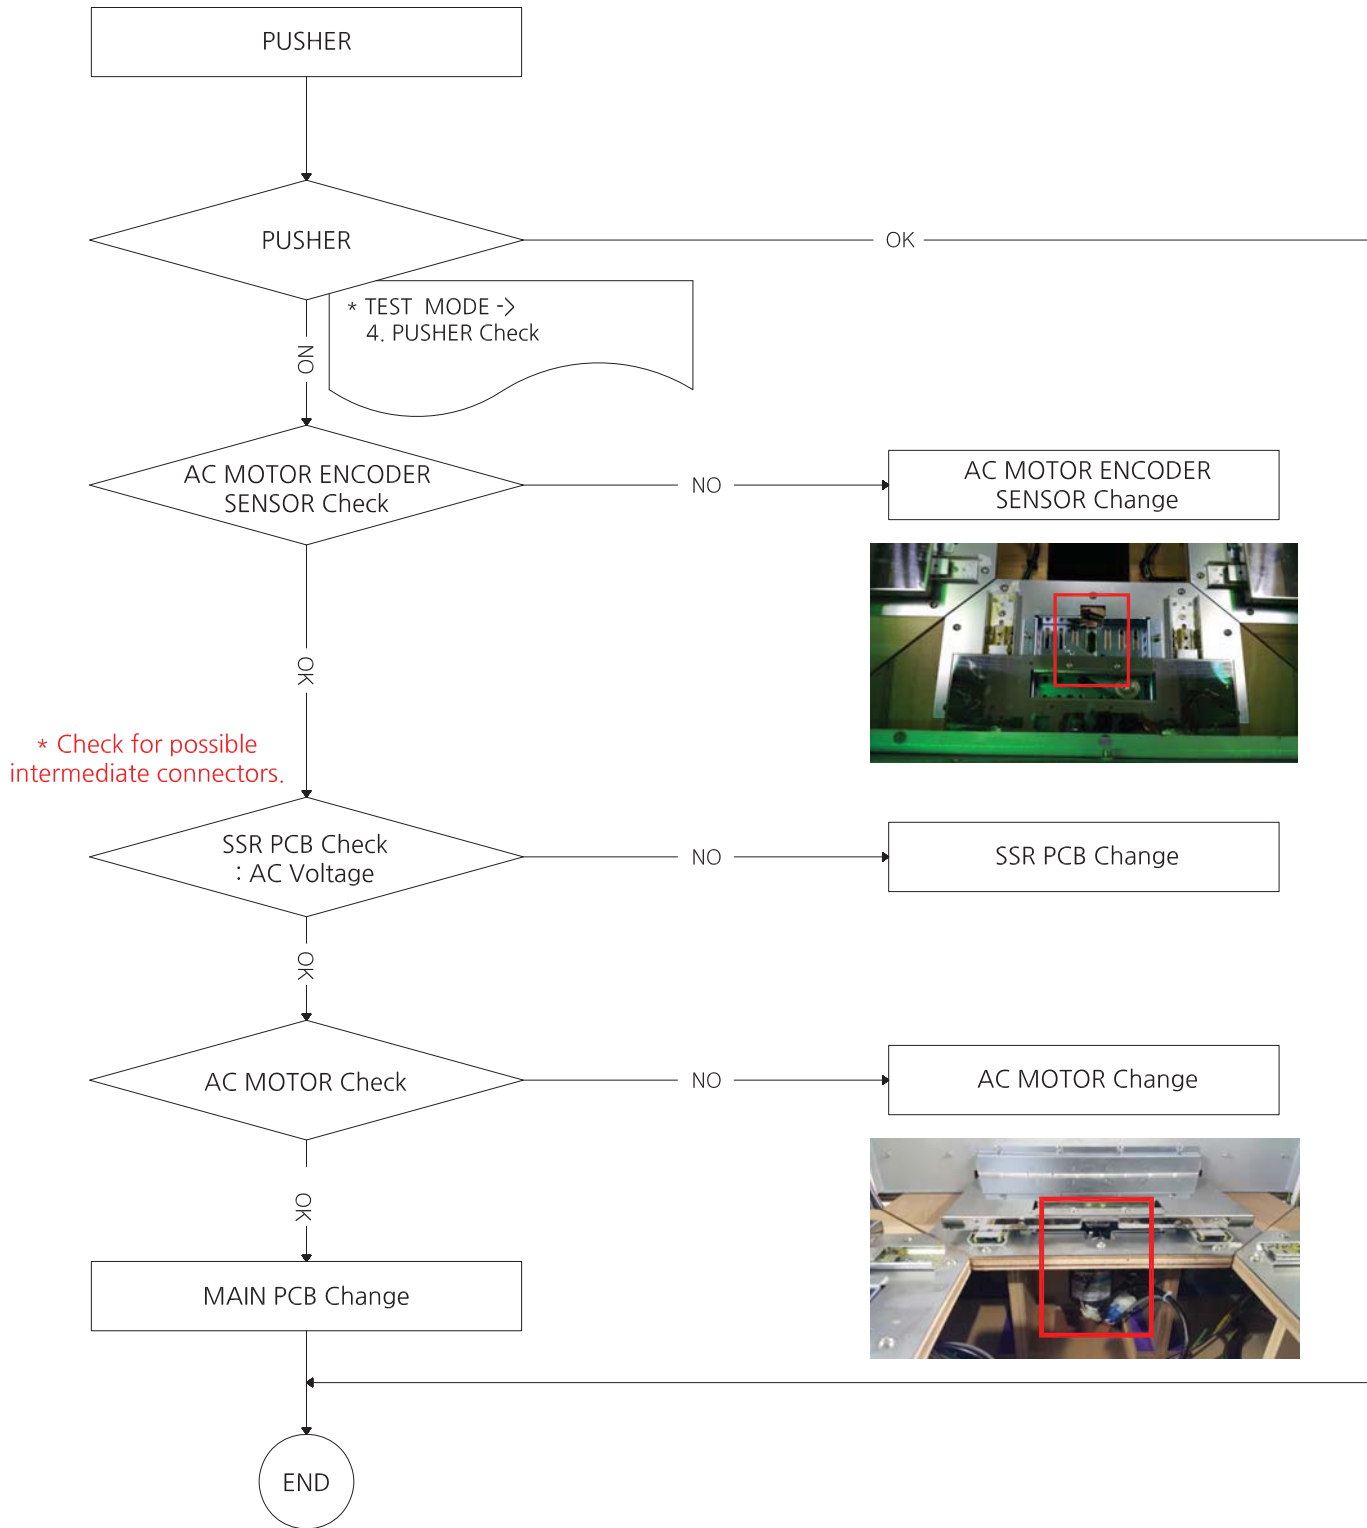 PUSHER
PUSHER
OK
* TEST  MODE ->
4. PUSHER Check
NO
AC MOTOR ENCODER
SENSOR Check
NO
AC MOTOR ENCODER
SENSOR Change
OK
* Check for possible
intermediate connectors.
SSR PCB Check
: AC Voltage
NO
SSR PCB Change
OK
AC MOTOR Check
NO
AC MOTOR Change
OK
MAIN PCB Change
END